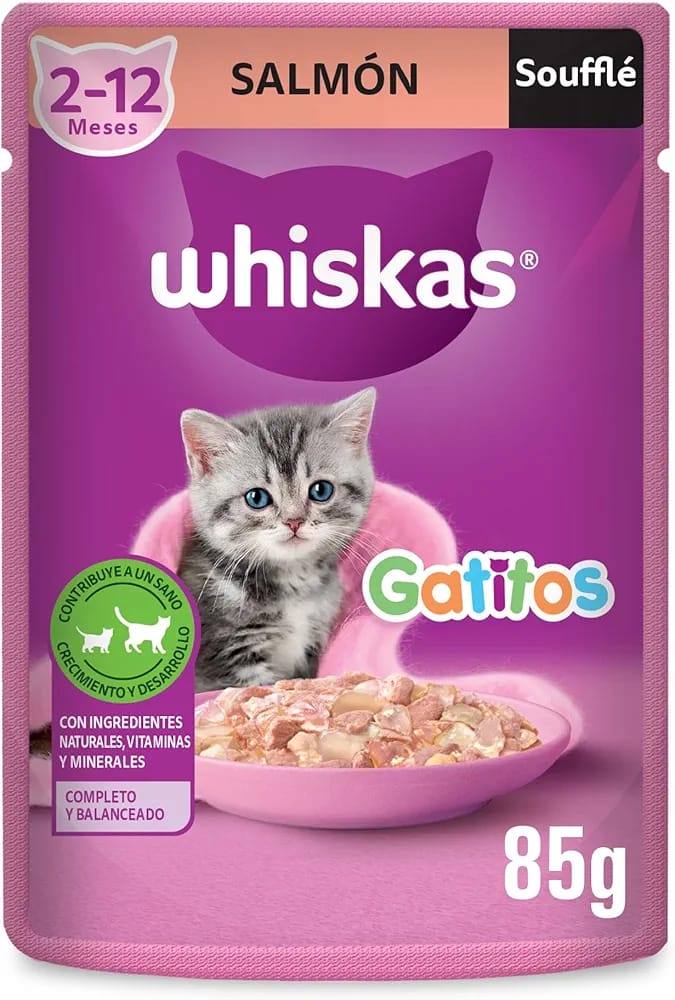 2-12
Meses
SALMÓN
Soufflé
whiskas®
Gatitos
CONTRIBUYE A UN SANO
CRECIMIENTO Y DESARROLLO
CON INGREDIENTES
NATURALES, VITAMINAS
Y MINERALES
COMPLETO
Y BALANCEADO
85g